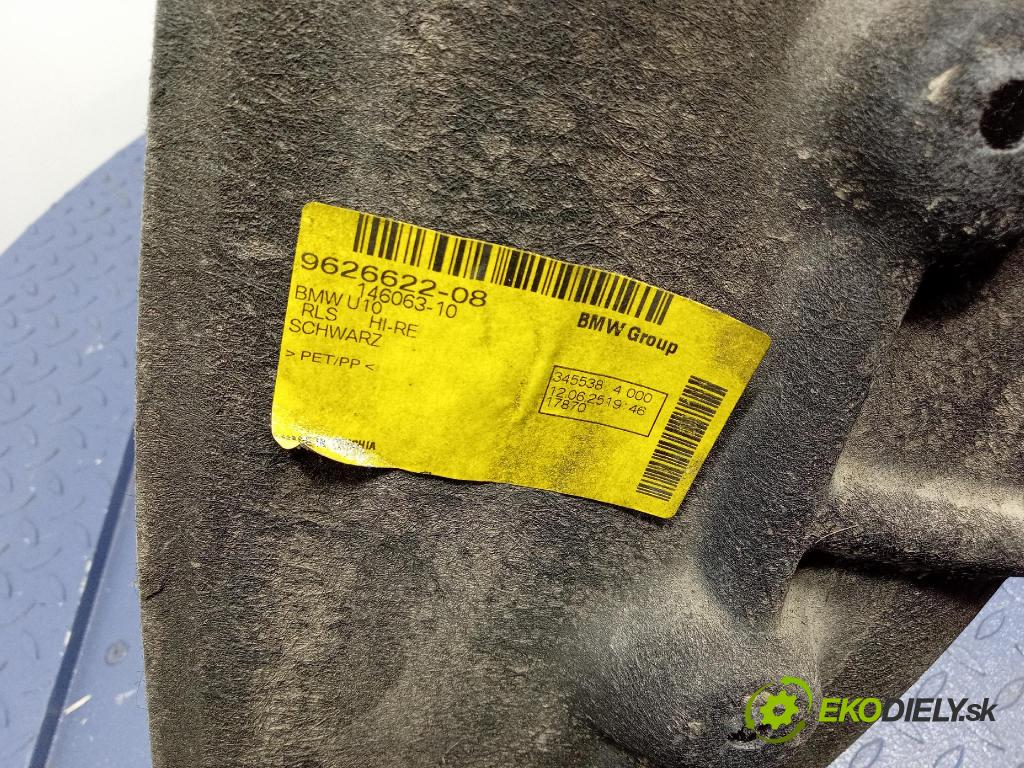 9626622-08
146063-10
BMW U10
RLS HI-RE
SCHWARZ
> PET/PP <
BMW Group
345538 4 000
12.06.25 19:46
17870
EKODIELY.sk